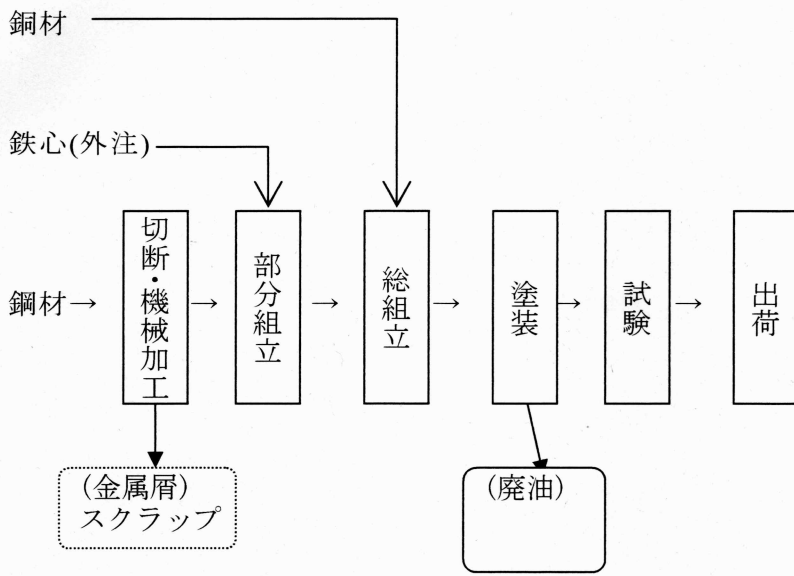 銅材
鉄心(外注)
鋼材→
切断・機械加工
→
部分組立
→
総組立
→
塗装
→
試験
→
出荷
(金属屑)
スクラップ
(廃油)